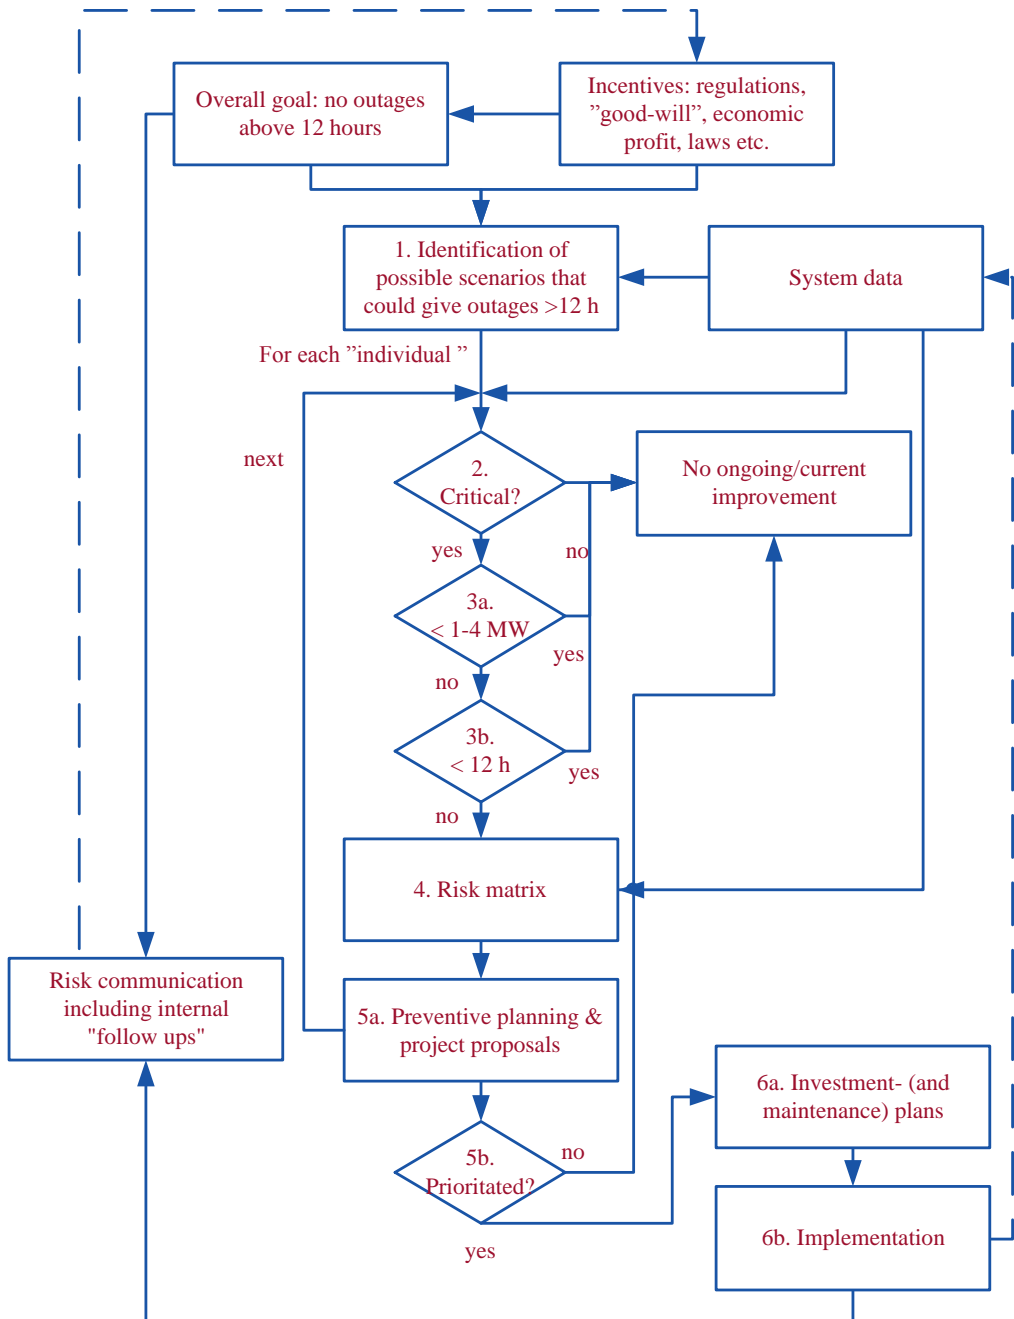 Overall goal: no outages
above 12 hours
Incentives: regulations,
”good-will”, economic
profit, laws etc.
1. Identification of
possible scenarios that
could give outages >12 h
System data
For each ”individual ”
next
2.
Critical?
No ongoing/current
improvement
yes
no
3a.
< 1-4 MW
yes
no
3b.
< 12 h
yes
no
4. Risk matrix
Risk communication
including internal
"follow ups"
5a. Preventive planning &
project proposals
6a. Investment- (and
maintenance) plans
5b.
Prioritated?
no
yes
6b. Implementation